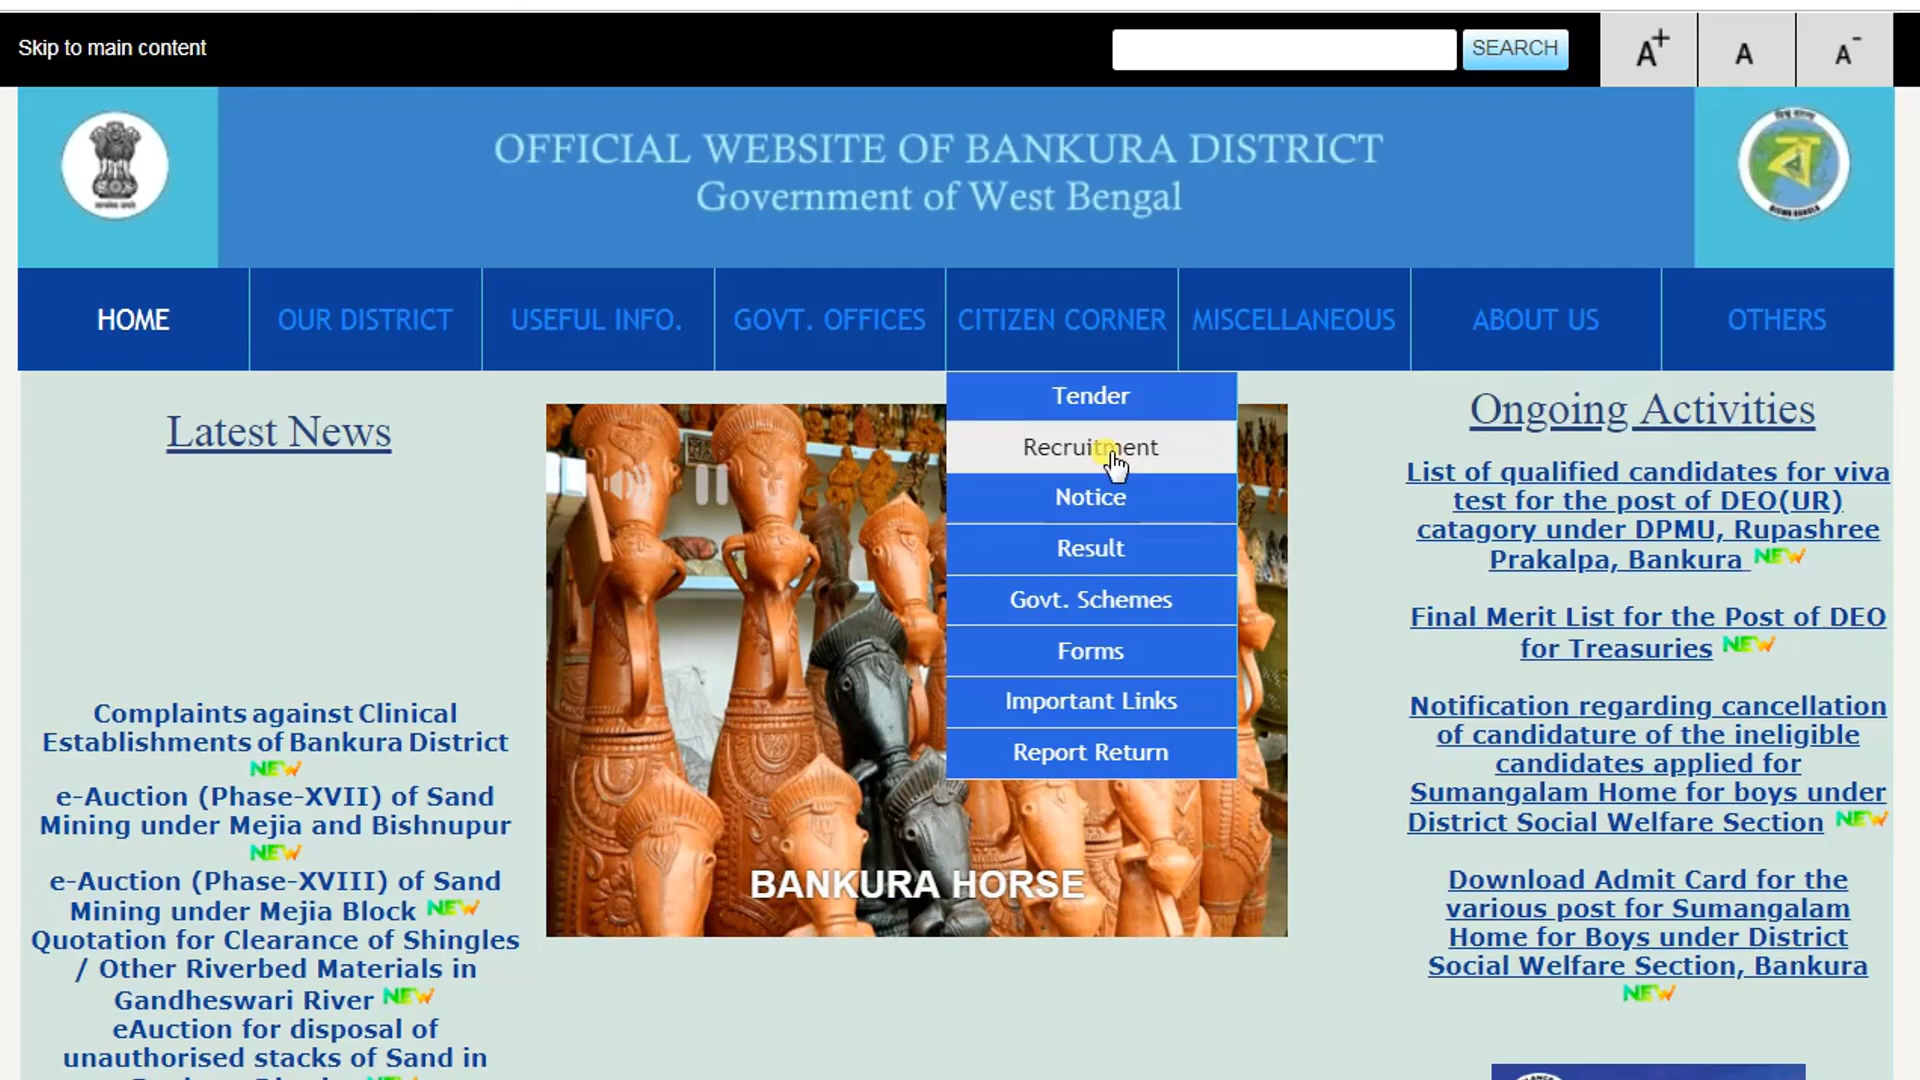 Skip to main content
SEARCH
A+
A
A-
OFFICIAL WEBSITE OF BANKURA DISTRICT
Government of West Bengal
HOME
OUR DISTRICT
USEFUL INFO.
GOVT. OFFICES
CITIZEN CORNER
MISCELLANEOUS
ABOUT US
OTHERS
Tender
Recruitment
Notice
Result
Govt. Schemes
Forms
Important Links
Report Return
Latest News
Complaints against Clinical
Establishments of Bankura District
NEW
e-Auction (Phase-XVII) of Sand
Mining under Mejia and Bishnupur
NEW
e-Auction (Phase-XVIII) of Sand
Mining under Mejia Block NEW
Quotation for Clearance of Shingles
/ Other Riverbed Materials in
Gandheswari River NEW
eAuction for disposal of
unauthorised stacks of Sand in
BANKURA HORSE
Ongoing Activities
List of qualified candidates for viva
test for the post of DEO(UR)
catagory under DPMU, Rupashree
Prakalpa, Bankura NEW
Final Merit List for the Post of DEO
for Treasuries NEW
Notification regarding cancellation
of candidature of the ineligible
candidates applied for
Sumangalam Home for boys under
District Social Welfare Section NEW
Download Admit Card for the
various post for Sumangalam
Home for Boys under District
Social Welfare Section, Bankura
NEW